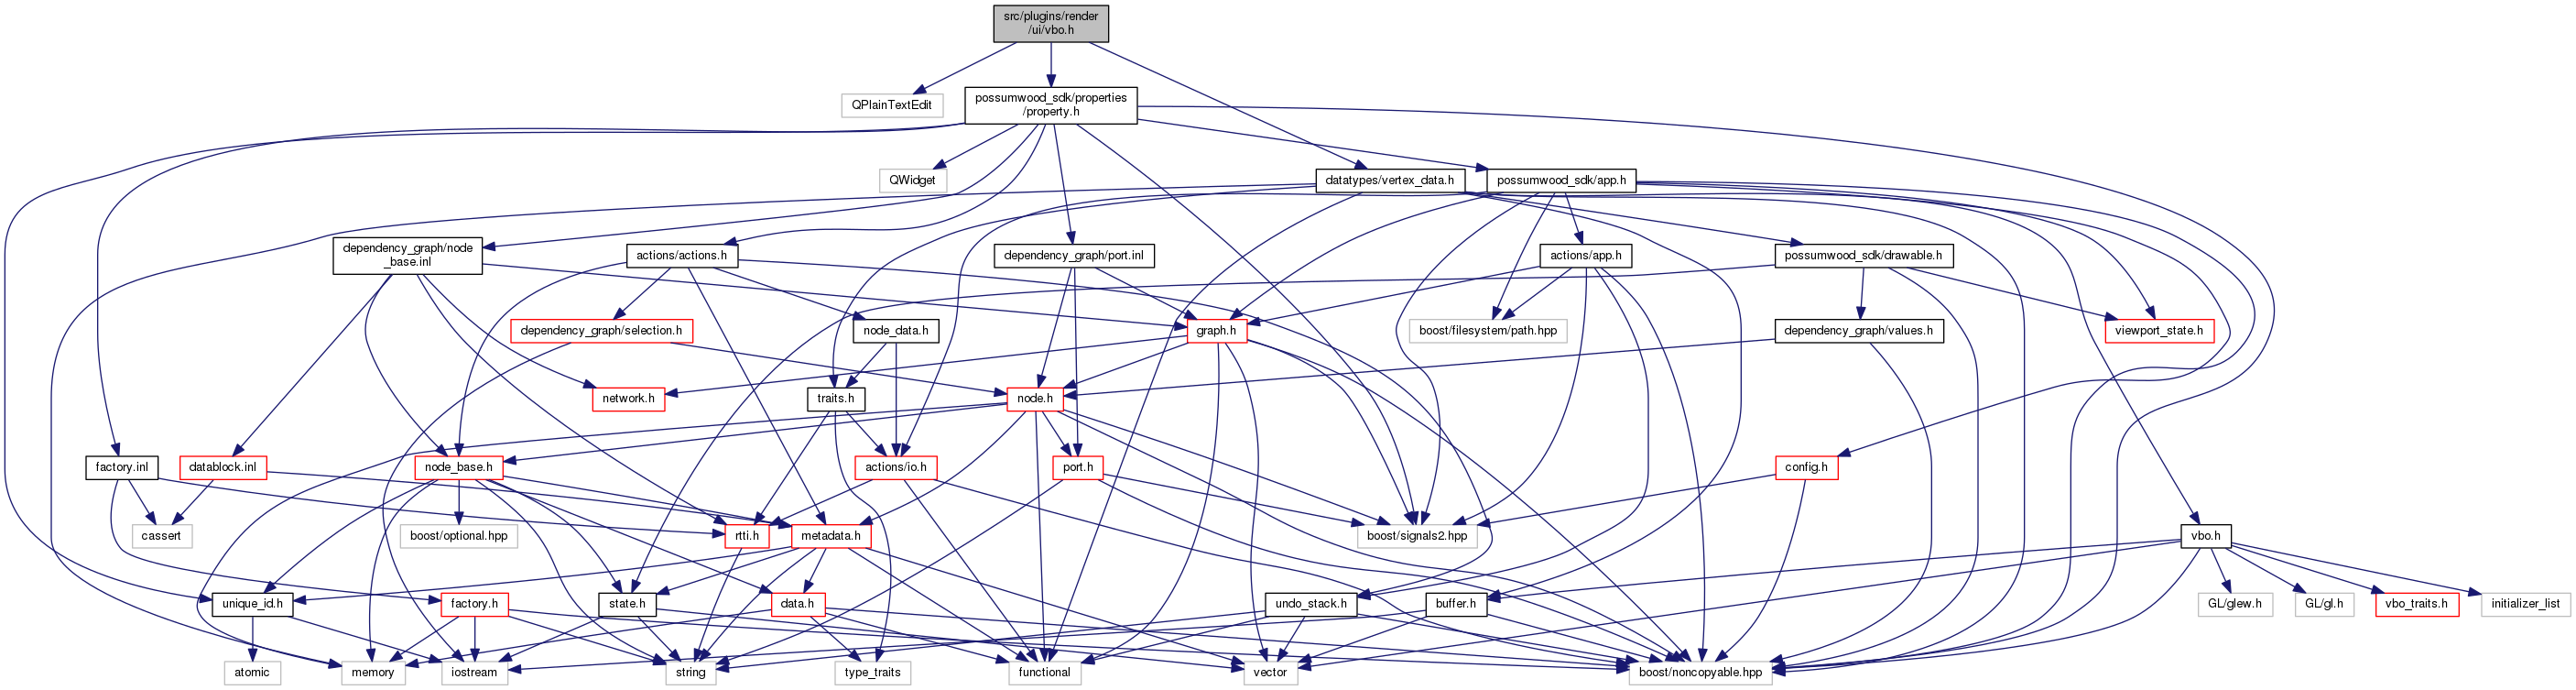 src/plugins/render
/ui/vbo.h
QPlainTextEdit
possumwood_sdk/properties
/property.h
QWidget
datatypes/vertex_data.h
possumwood_sdk/app.h
dependency_graph/node
_base.inl
actions/actions.h
dependency_graph/port.inl
actions/app.h
possumwood_sdk/drawable.h
dependency_graph/selection.h
node_data.h
graph.h
boost/filesystem/path.hpp
dependency_graph/values.h
viewport_state.h
network.h
traits.h
node.h
factory.inl
datablock.inl
node_base.h
actions/io.h
port.h
config.h
cassert
boost/optional.hpp
rtti.h
metadata.h
boost/signals2.hpp
vbo.h
unique_id.h
factory.h
state.h
data.h
undo_stack.h
buffer.h
GL/glew.h
GL/gl.h
vbo_traits.h
initializer_list
atomic
memory
iostream
string
type_traits
functional
vector
boost/noncopyable.hpp